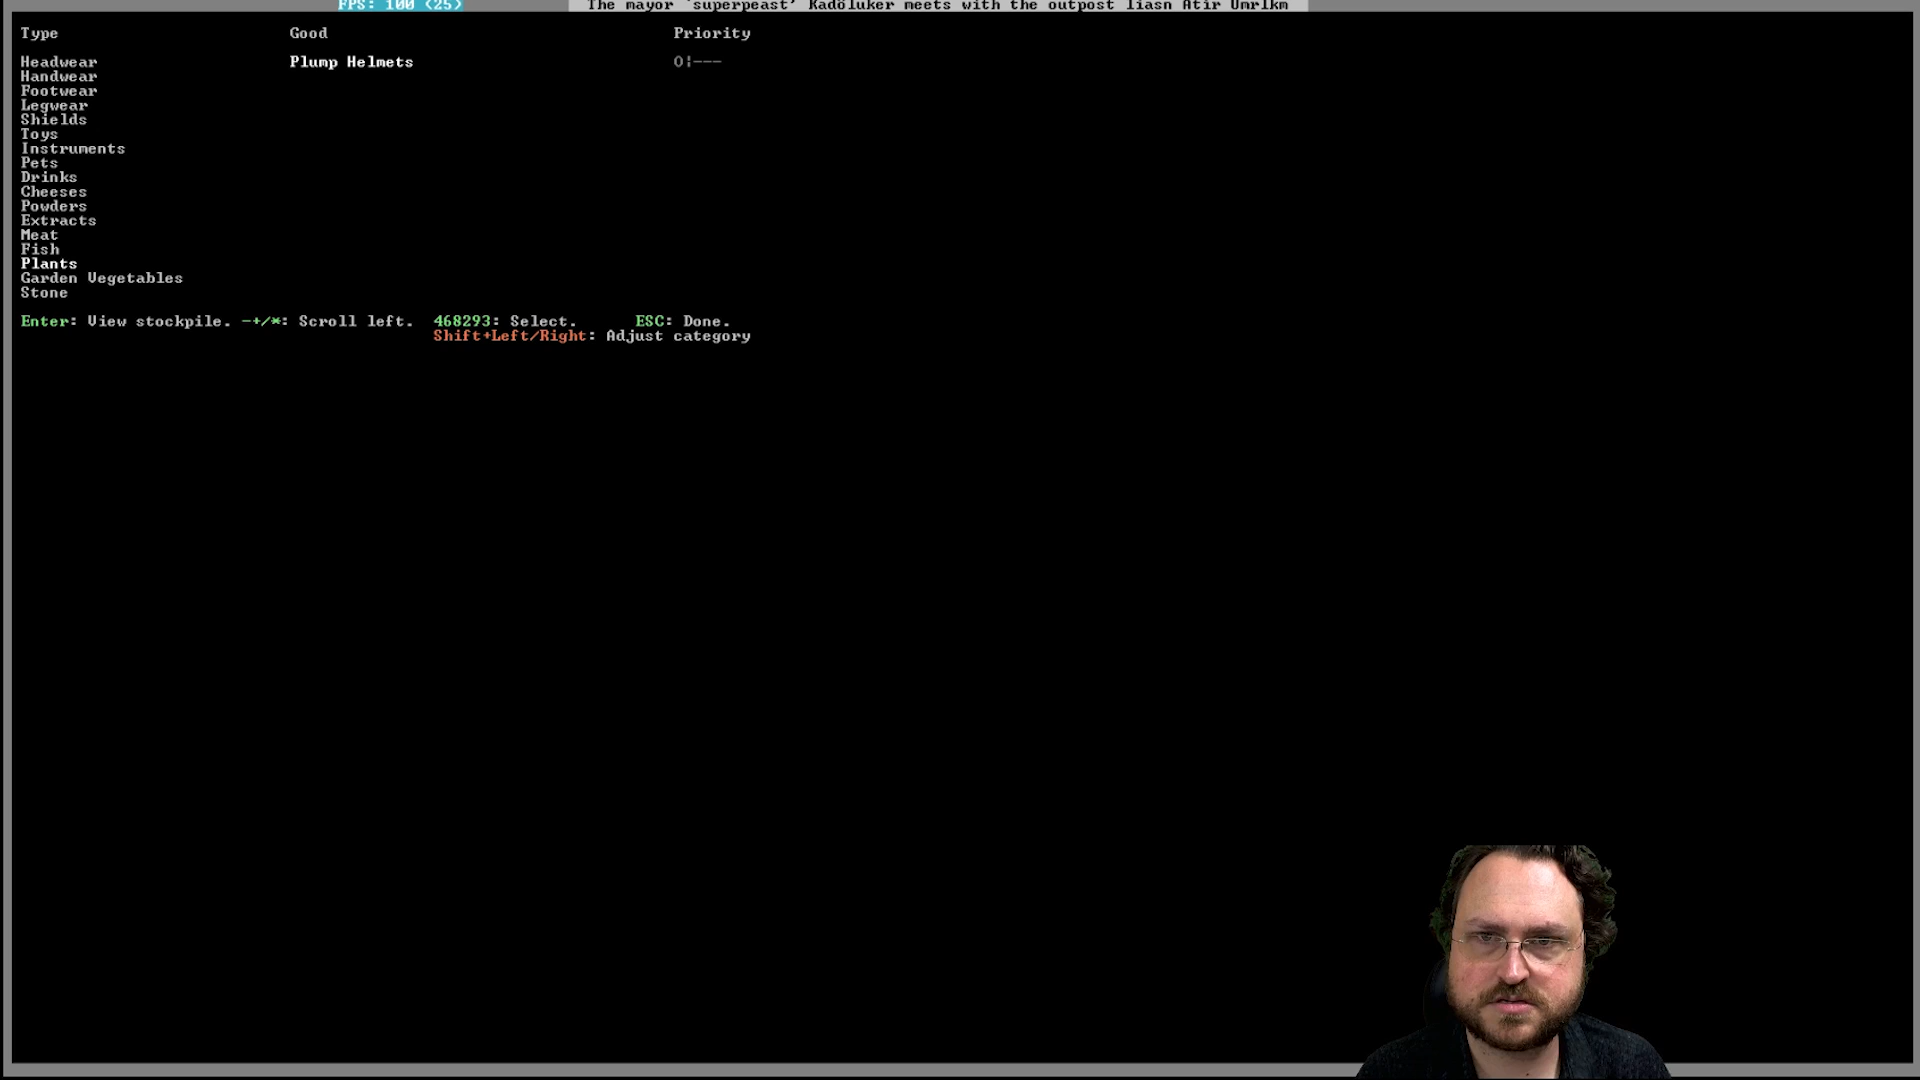 FPS: 100 (25) The mayor 'superpeast' Kadôluker meets with the outpost liasn Atir Umrlkm
Type Good Priority
Headwear Plump Helmets O¦---
Handwear
Footwear
Legwear
Shields
Toys
Instruments
Pets
Drinks
Cheeses
Powders
Extracts
Meat
Fish
Plants
Garden Vegetables
Stone
Enter: View stockpile. -+/*: Scroll left. 468293: Select. ESC: Done.
Shift+Left/Right: Adjust category